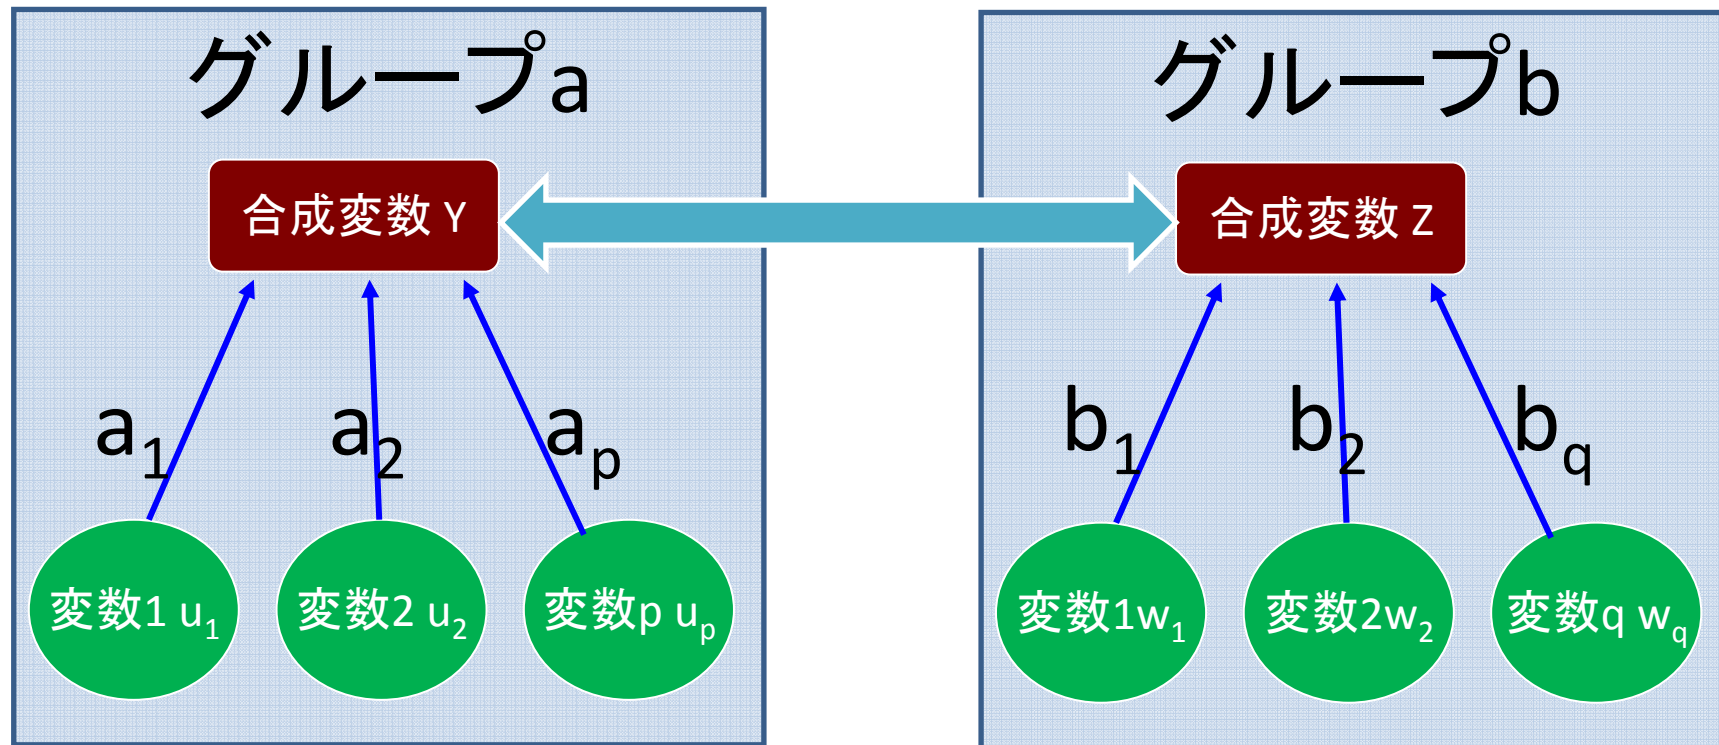 グループa
合成変数 Y
a1
a2
ap
変数1 u1
変数2 u2
変数p up
グループb
合成変数 Z
b1
b2
bq
変数1w1
変数2w2
変数q wq